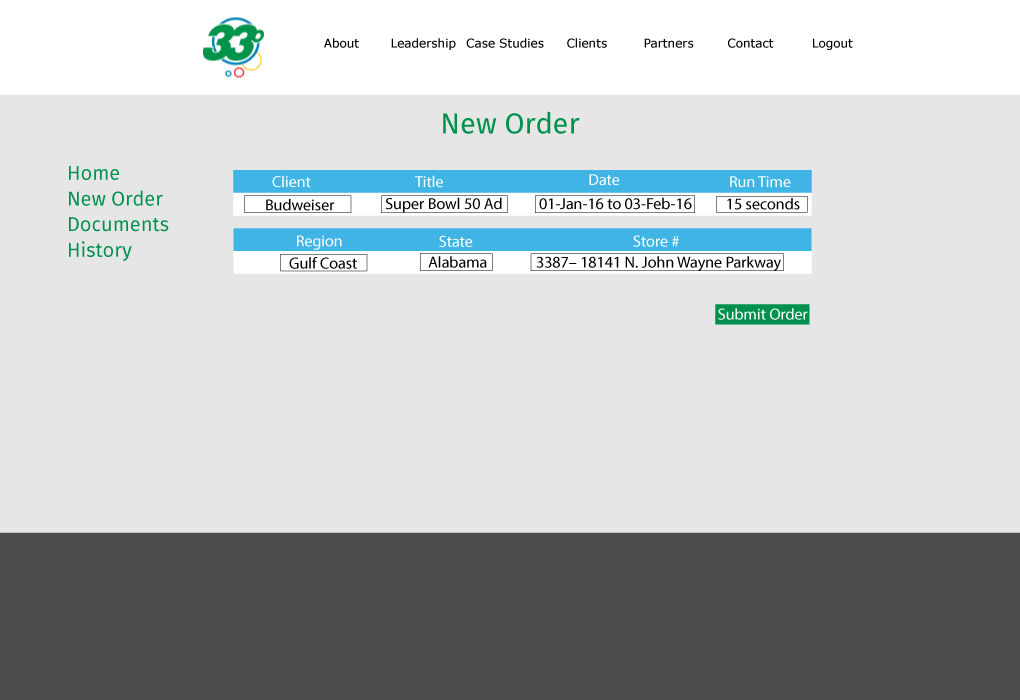 33°
About Leadership Case Studies Clients Partners Contact Logout
New Order
Home
New Order
Documents
History
Client Title Date Run Time
Budweiser Super Bowl 50 Ad 01-Jan-16 to 03-Feb-16 15 seconds
Region State Store #
Gulf Coast Alabama 3387– 18141 N. John Wayne Parkway
Submit Order